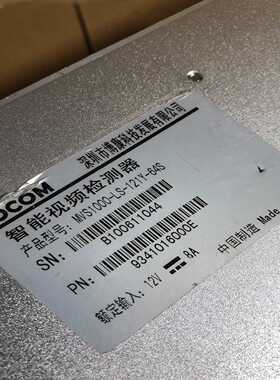 OCOM
深圳市博康科技发展有限公司
智能视频检测器
产品型号: MVS1000-LS-121Y-64S
SN: B100611044
PN: 9341016000E
额定输入: 12V ⎓ 8A
中国制造 Made